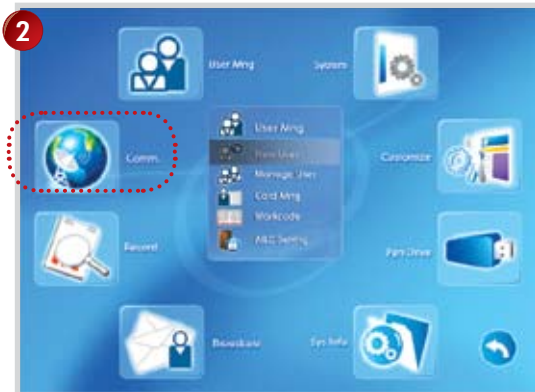 2
User Mng
System
Comm.
Customize
Record
Pen Drive
Broadcast
Sys Info
User Mng
New User
Manage User
Card Mng
Workcode
ACC Setting